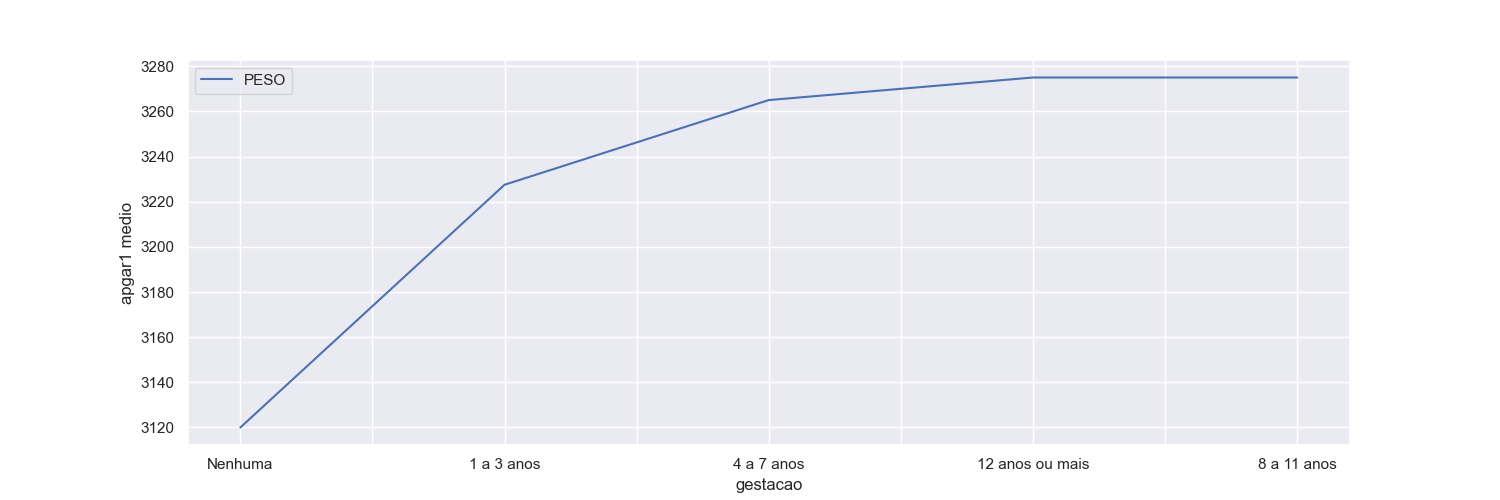 PESO
3280
3260
3240
3220
3200
3180
3160
3140
3120
apgar1 medio
Nenhuma
1 a 3 anos
4 a 7 anos
12 anos ou mais
8 a 11 anos
gestacao